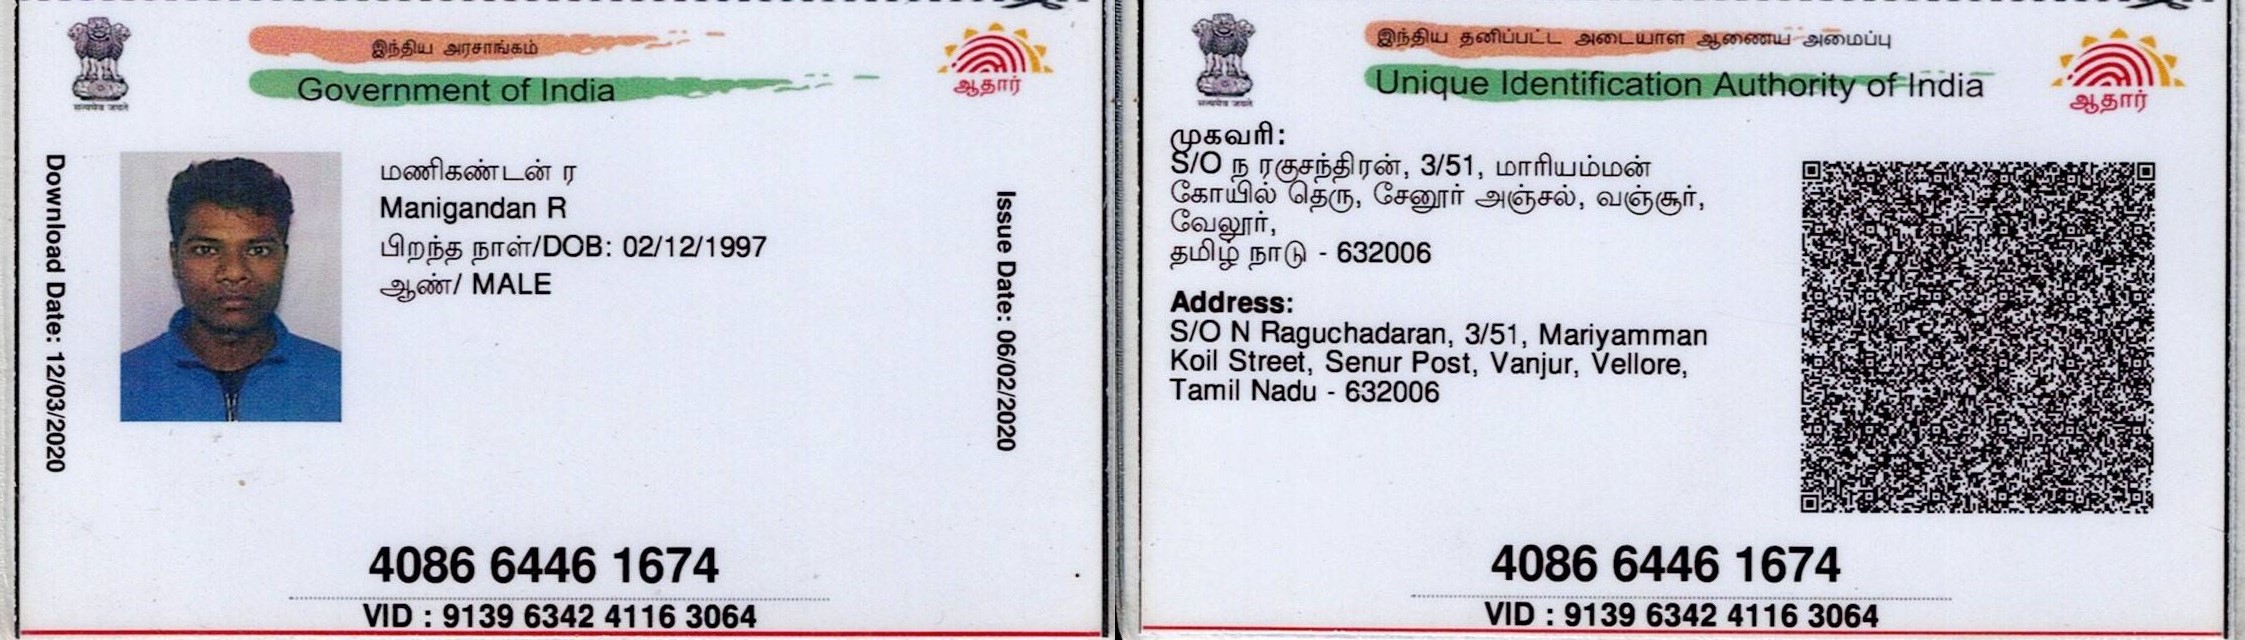 இந்திய அரசாங்கம்
Government of India
ஆதார்
Download Date: 12/03/2020
மணிகண்டன் ர
Manigandan R
பிறந்த நாள்/DOB: 02/12/1997
ஆண்/ MALE
Issue Date: 06/02/2020
4086 6446 1674
VID : 9139 6342 4116 3064
இந்திய தனிப்பட்ட அடையாள ஆணைய அமைப்பு
Unique Identification Authority of India
ஆதார்
முகவரி:
S/O ந ரகுசந்திரன், 3/51, மாரியம்மன்
கோயில் தெரு, சேனூர் அஞ்சல், வஞ்சூர்,
வேலூர்,
தமிழ் நாடு - 632006
Address:
S/O N Raguchadaran, 3/51, Mariyamman
Koil Street, Senur Post, Vanjur, Vellore,
Tamil Nadu - 632006
4086 6446 1674
VID : 9139 6342 4116 3064